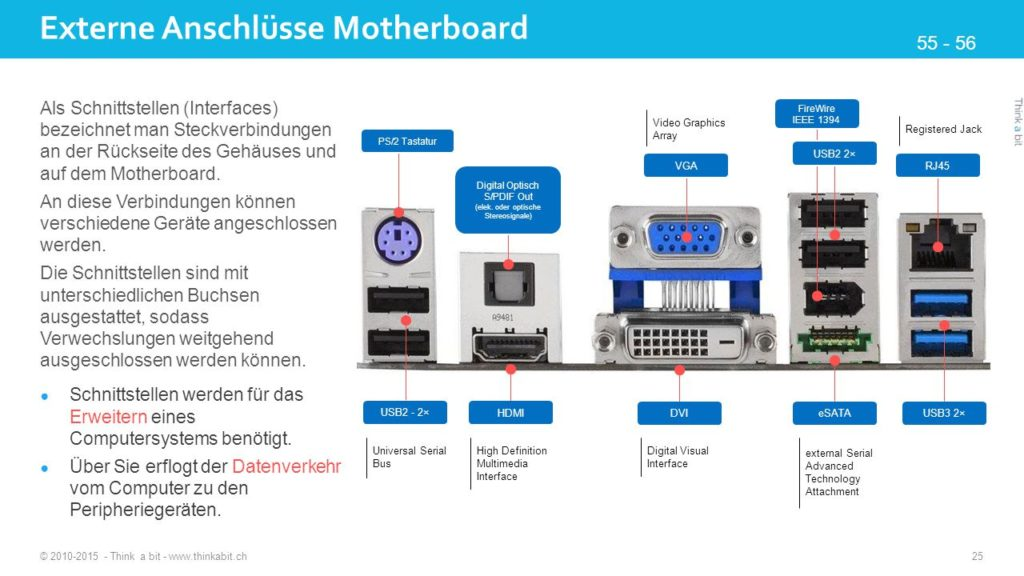 Externe Anschlüsse Motherboard
55 - 56
Als Schnittstellen (Interfaces)
bezeichnet man Steckverbindungen
an der Rückseite des Gehäuses und
auf dem Motherboard.
An diese Verbindungen können
verschiedene Geräte angeschlossen
werden.
Die Schnittstellen sind mit
unterschiedlichen Buchsen
ausgestattet, sodass
Verwechslungen weitgehend
ausgeschlossen werden können.
● Schnittstellen werden für das
Erweitern eines
Computersystems benötigt.
● Über Sie erflogt der Datenverkehr
vom Computer zu den
Peripheriegeräten.
PS/2 Tastatur
Digital Optisch
S/PDIF Out
(elek. oder optische
Stereosignale)
Video Graphics
Array
VGA
FireWire
IEEE 1394
USB2 2×
Registered Jack
RJ45
A9481
USB2 - 2×
HDMI
DVI
eSATA
USB3 2×
Universal Serial
Bus
High Definition
Multimedia
Interface
Digital Visual
Interface
external Serial
Advanced
Technology
Attachment
Think a bit
© 2010-2015 - Think a bit - www.thinkabit.ch
25